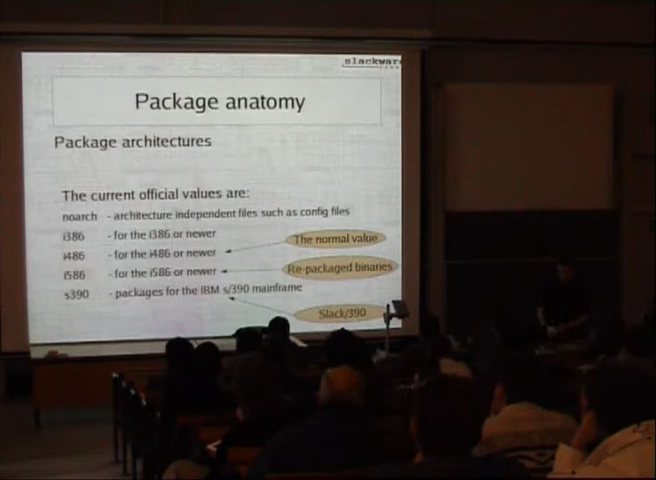 slackware
Package anatomy
Package architectures
The current official values are:
noarch - architecture independent files such as config files
i386 - for the i386 or newer
i486 - for the i486 or newer
The normal value
i586 - for the i586 or newer
Re-packaged binaries
s390 - packages for the IBM s/390 mainframe
Slack/390